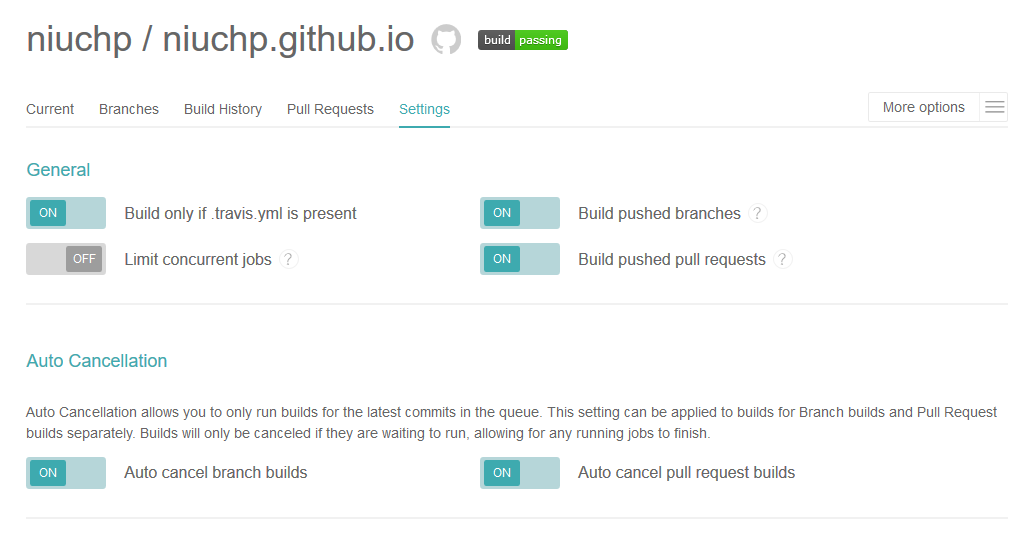 niuchp / niuchp.github.io build passing
Current Branches Build History Pull Requests Settings More options
General
ON Build only if .travis.yml is present ON Build pushed branches ?
OFF Limit concurrent jobs ? ON Build pushed pull requests ?
Auto Cancellation
Auto Cancellation allows you to only run builds for the latest commits in the queue. This setting can be applied to builds for Branch builds and Pull Request
builds separately. Builds will only be canceled if they are waiting to run, allowing for any running jobs to finish.
ON Auto cancel branch builds ON Auto cancel pull request builds